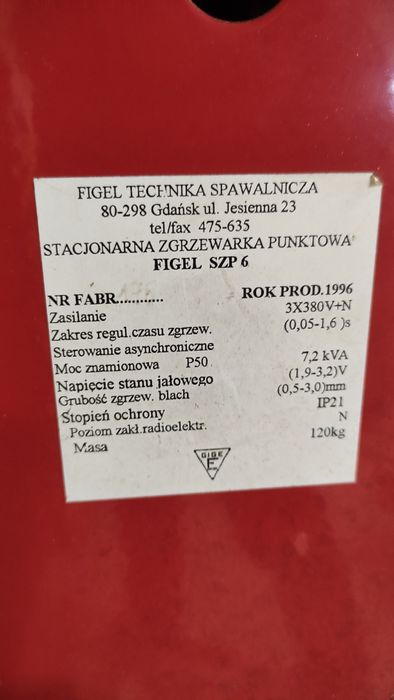 FIGEL TECHNIKA SPAWALNICZA
80-298 Gdańsk ul. Jesienna 23
tel/fax 475-635
STACJONARNA ZGRZEWARKA PUNKTOWA
FIGEL SZP 6
NR FABR............ ROK PROD.1996
Zasilanie 3X380V+N
Zakres regul.czasu zgrzew. (0,05-1,6 )s
Sterowanie asynchroniczne
Moc znamionowa P50 7,2 kVA
Napięcie stanu jałowego (1,9-3,2)V
Grubość zgrzew. blach (0,5-3,0)mm
Stopień ochrony IP21
Poziom zakł.radioelektr. N
Masa 120kg
GIGE
E